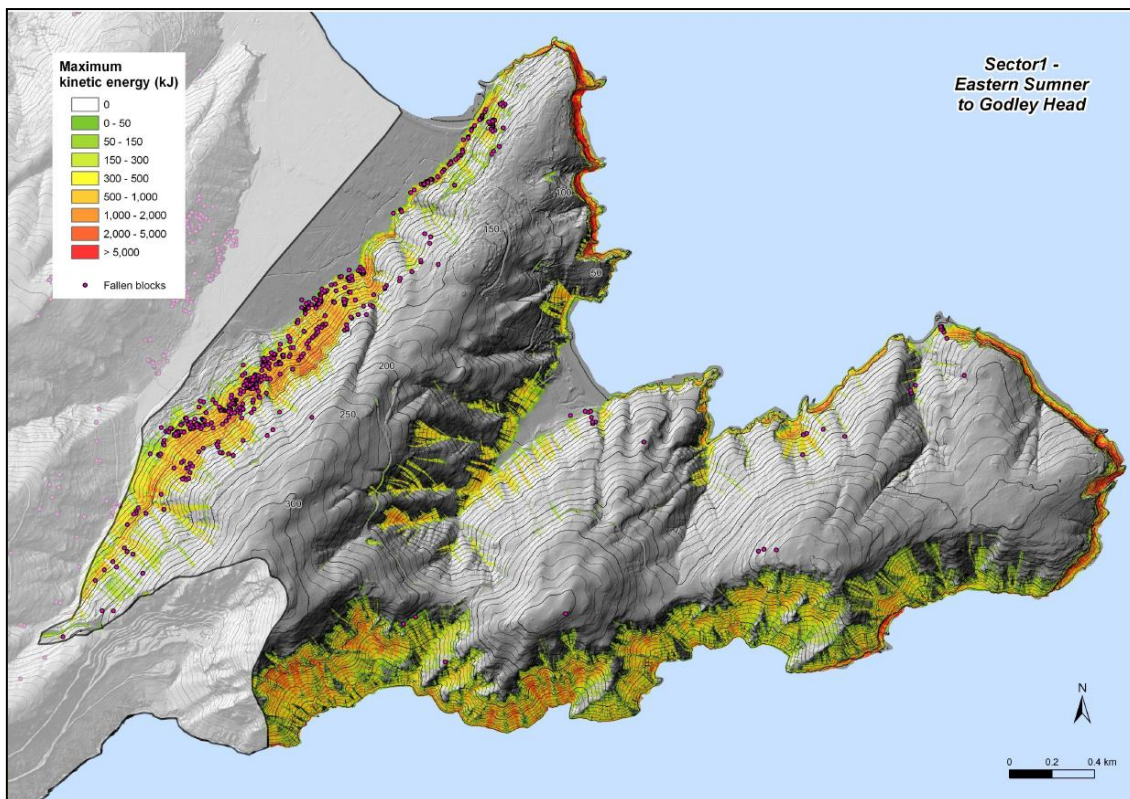 Maximum
kinetic energy (kJ)
0
0 - 50
50 - 150
150 - 300
300 - 500
500 - 1,000
1,000 - 2,000
2,000 - 5,000
> 5,000
Fallen blocks
Sector1 -
Eastern Sumner
to Godley Head
100
150
50
200
250
300
N
0 0.2 0.4 km